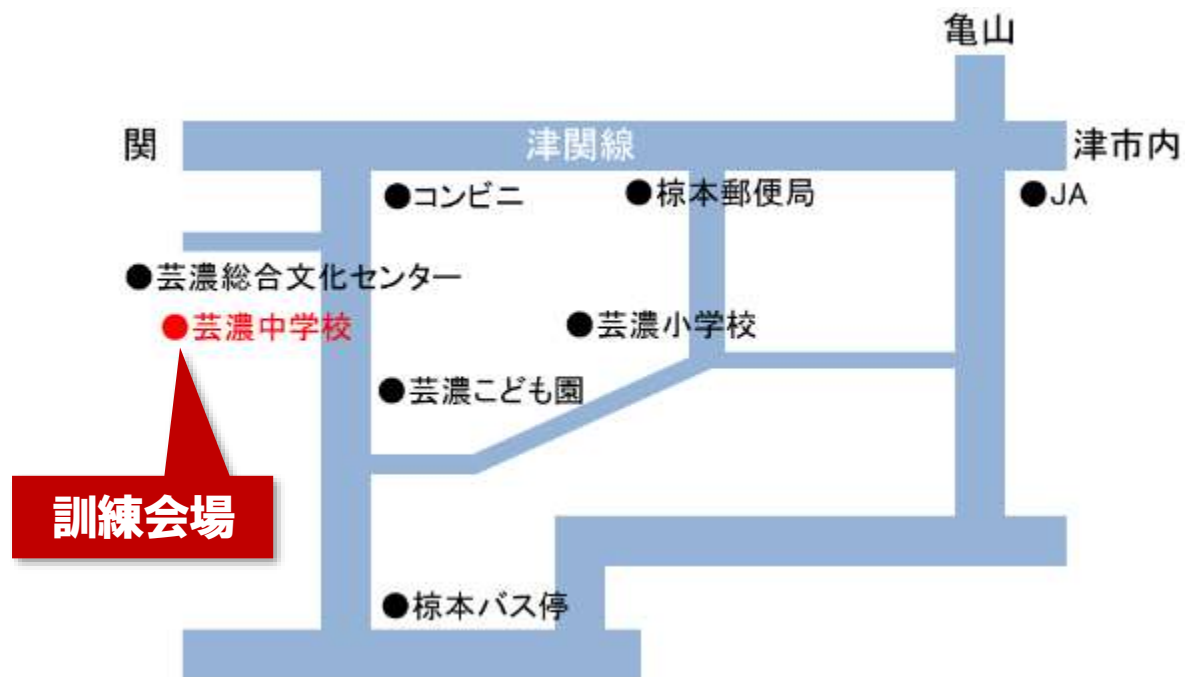 亀山
関
津関線
津市内
●コンビニ
●椋本郵便局
●JA
●芸濃総合文化センター
●芸濃中学校
●芸濃小学校
●芸濃こども園
訓練会場
●椋本バス停